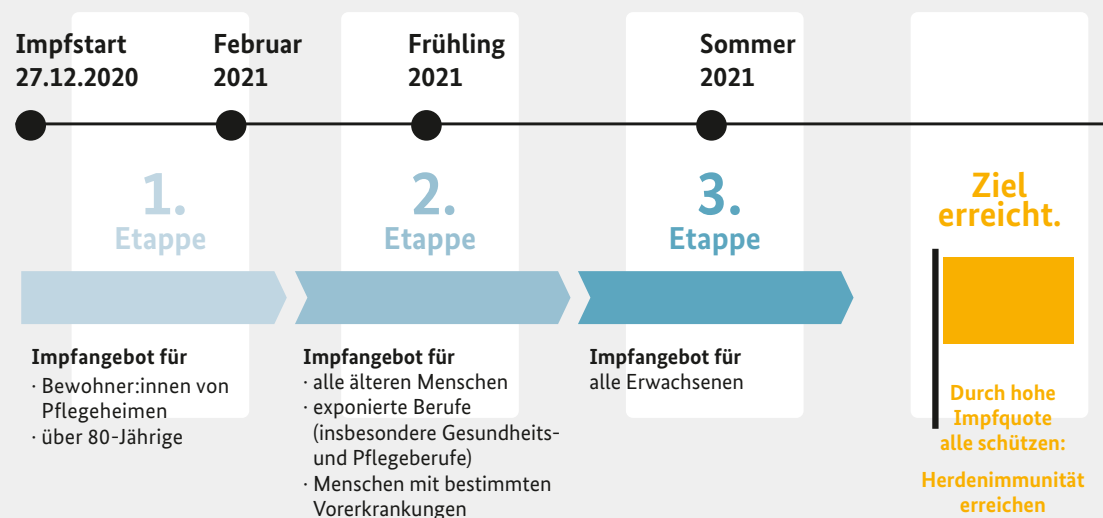 Impfstart
27.12.2020
Februar
2021
Frühling
2021
Sommer
2021
1.
Etappe
2.
Etappe
3.
Etappe
Ziel
erreicht.
Impfangebot für
· Bewohner:innen von
Pflegeheimen
· über 80-Jährige
Impfangebot für
· alle älteren Menschen
· exponierte Berufe
(insbesondere Gesundheits-
und Pflegeberufe)
· Menschen mit bestimmten
Vorerkrankungen
Impfangebot für
alle Erwachsenen
Durch hohe
Impfquote
alle schützen:
Herdenimmunität
erreichen